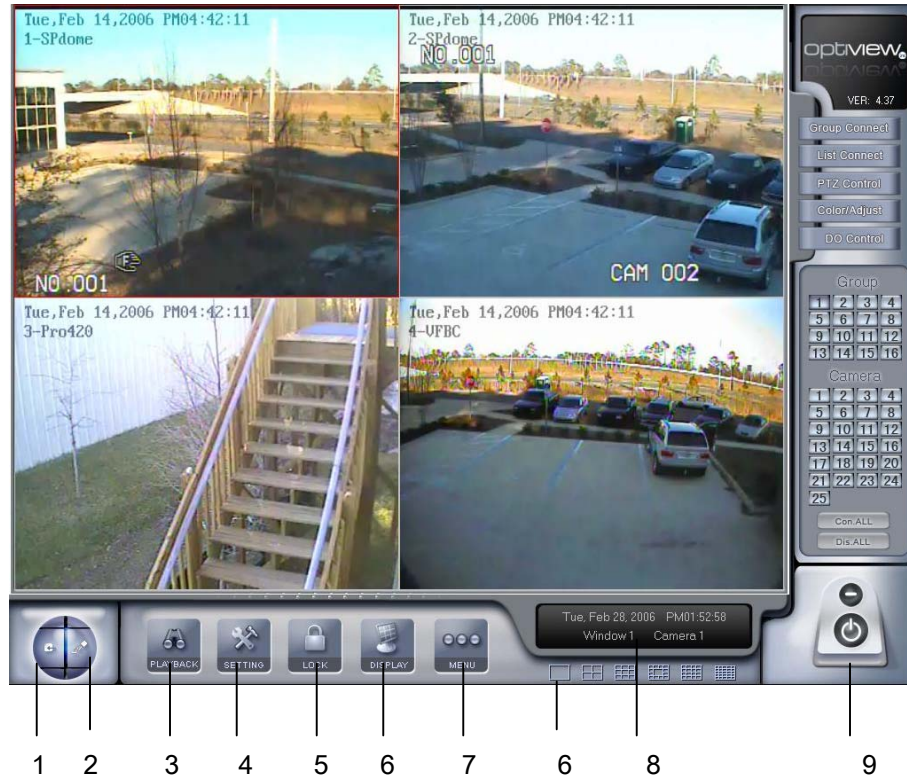 Tue,Feb 14,2006 PM04:42:11
1-SPdome
NO.001
F
Tue,Feb 14,2006 PM04:42:11
2-SPdome
NO.001
CAM 002
Tue,Feb 14,2006 PM04:42:11
3-Pro420
Tue,Feb 14,2006 PM04:42:11
4-VFBC
optiview
VER: 4.37
Group Connect
List Connect
PTZ Control
Color/Adjust
DO Control
Group
1 2 3 4
5 6 7 8
9 10 11 12
13 14 15 16
Camera
1 2 3 4
5 6 7 8
9 10 11 12
13 14 15 16
17 18 19 20
21 22 23 24
25
Con:ALL
Dis:ALL
PLAYBACK
SETTING
LOCK
DISPLAY
MENU
Tue, Feb 28, 2006 PM01:52:58
Window 1 Camera 1
1 2 3 4 5 6 7 6 8 9